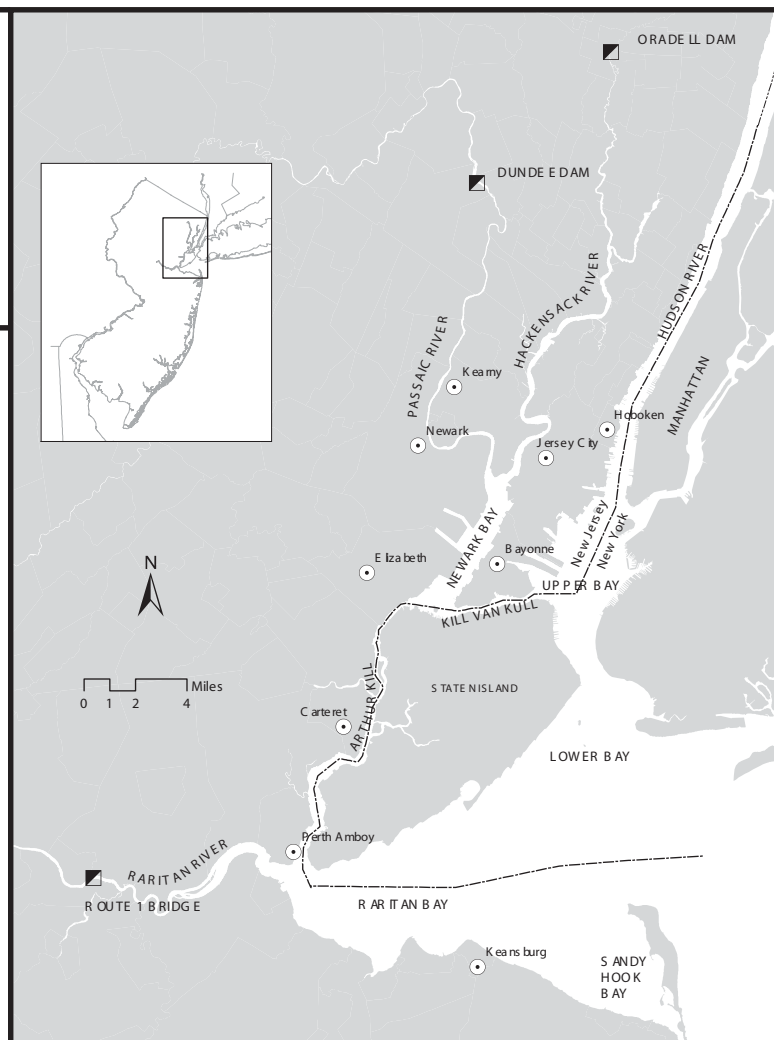 ORADELL DAM
DUNDEE DAM
HUDSON RIVER
HACKENSACK RIVER
PASSAIC RIVER
MANHATTAN
Kearny
Hoboken
Newark
Jersey City
New Jersey
New York
NEWARK BAY
Bayonne
Elizabeth
N
UPPER BAY
KILL VAN KULL
STATEN ISLAND
Miles
0 1 2 4
ARTHUR KILL
Carteret
LOWER BAY
Perth Amboy
RARITAN RIVER
ROUTE 1 BRIDGE
RARITAN BAY
Keansburg
SANDY
HOOK
BAY